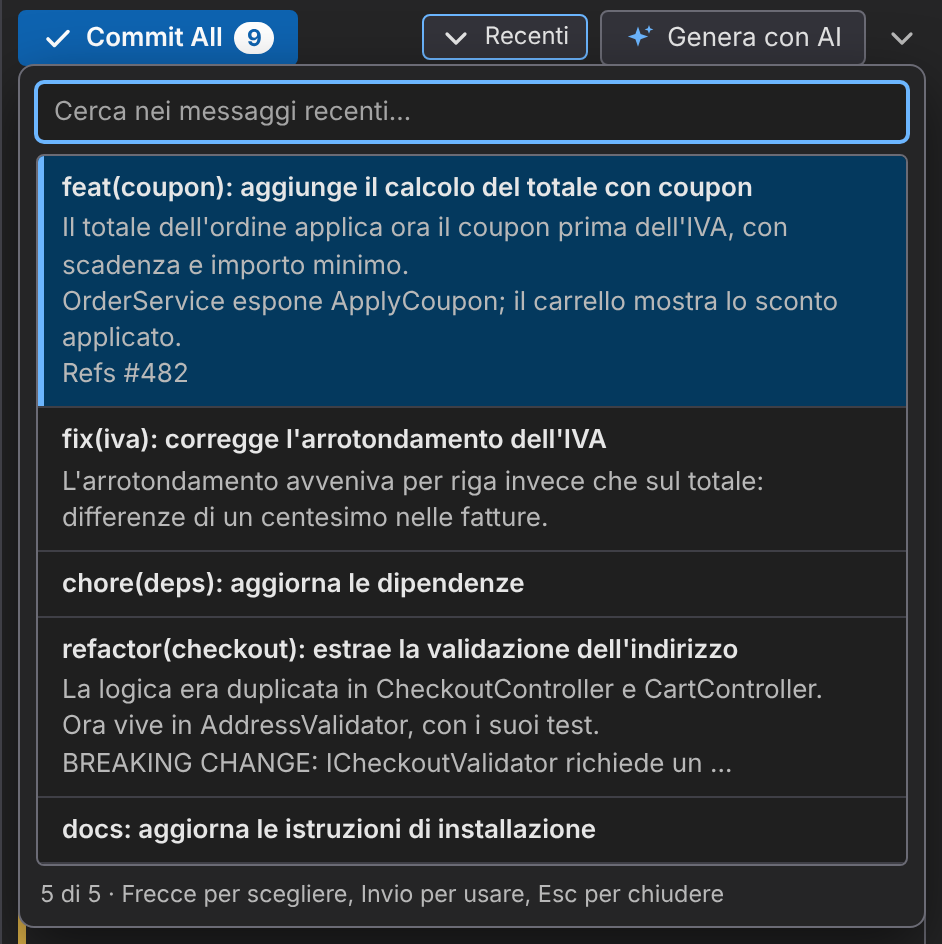 Commit All 9
Recenti
Genera con AI
Cerca nei messaggi recenti...
feat(coupon): aggiunge il calcolo del totale con coupon
Il totale dell'ordine applica ora il coupon prima dell'IVA, con
scadenza e importo minimo.
OrderService espone ApplyCoupon; il carrello mostra lo sconto
applicato.
Refs #482
fix(iva): corregge l'arrotondamento dell'IVA
L'arrotondamento avveniva per riga invece che sul totale:
differenze di un centesimo nelle fatture.
chore(deps): aggiorna le dipendenze
refactor(checkout): estrae la validazione dell'indirizzo
La logica era duplicata in CheckoutController e CartController.
Ora vive in AddressValidator, con i suoi test.
BREAKING CHANGE: ICheckoutValidator richiede un ...
docs: aggiorna le istruzioni di installazione
5 di 5 · Frecce per scegliere, Invio per usare, Esc per chiudere